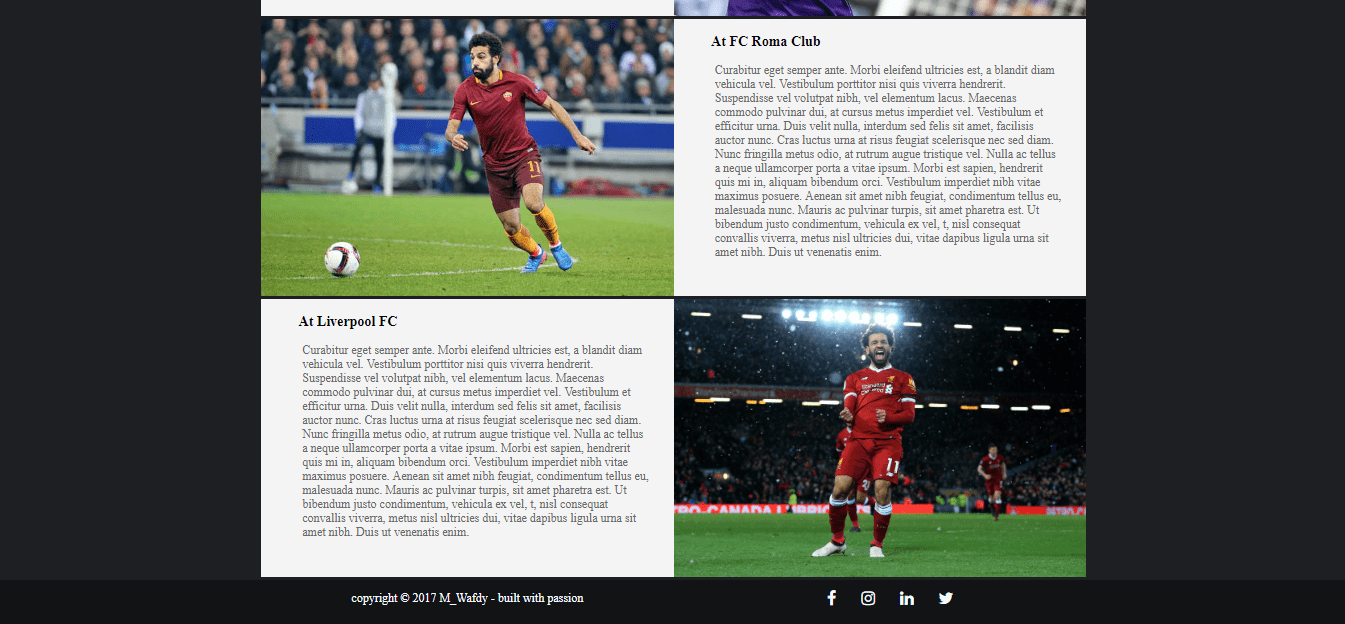 At FC Roma Club
Curabitur eget semper ante. Morbi eleifend ultricies est, a blandit diam
vehicula vel. Vestibulum porttitor nisi quis viverra hendrerit.
Suspendisse vel volutpat nibh, vel elementum lacus. Maecenas
commodo pulvinar dui, at cursus metus imperdiet vel. Vestibulum et
efficitur urna. Duis velit nulla, interdum sed felis sit amet, facilisis
auctor nunc. Cras luctus urna at risus feugiat scelerisque nec sed diam.
Nunc fringilla metus odio, at rutrum augue tristique vel. Nulla ac tellus
a neque ullamcorper porta a vitae ipsum. Morbi est sapien, hendrerit
quis mi in, aliquam bibendum orci. Vestibulum imperdiet nibh vitae
maximus posuere. Aenean sit amet nibh feugiat, condimentum tellus eu,
malesuada nunc. Mauris ac pulvinar turpis, sit amet pharetra est. Ut
bibendum justo condimentum, vehicula ex vel, t, nisl consequat
convallis viverra, metus nisl ultricies dui, vitae dapibus ligula urna sit
amet nibh. Duis ut venenatis enim.
11
At Liverpool FC
Curabitur eget semper ante. Morbi eleifend ultricies est, a blandit diam
vehicula vel. Vestibulum porttitor nisi quis viverra hendrerit.
Suspendisse vel volutpat nibh, vel elementum lacus. Maecenas
commodo pulvinar dui, at cursus metus imperdiet vel. Vestibulum et
efficitur urna. Duis velit nulla, interdum sed felis sit amet, facilisis
auctor nunc. Cras luctus urna at risus feugiat scelerisque nec sed diam.
Nunc fringilla metus odio, at rutrum augue tristique vel. Nulla ac tellus
a neque ullamcorper porta a vitae ipsum. Morbi est sapien, hendrerit
quis mi in, aliquam bibendum orci. Vestibulum imperdiet nibh vitae
maximus posuere. Aenean sit amet nibh feugiat, condimentum tellus eu,
malesuada nunc. Mauris ac pulvinar turpis, sit amet pharetra est. Ut
bibendum justo condimentum, vehicula ex vel, t, nisl consequat
convallis viverra, metus nisl ultricies dui, vitae dapibus ligula urna sit
amet nibh. Duis ut venenatis enim.
11
copyright © 2017 M_Wafdy - built with passion